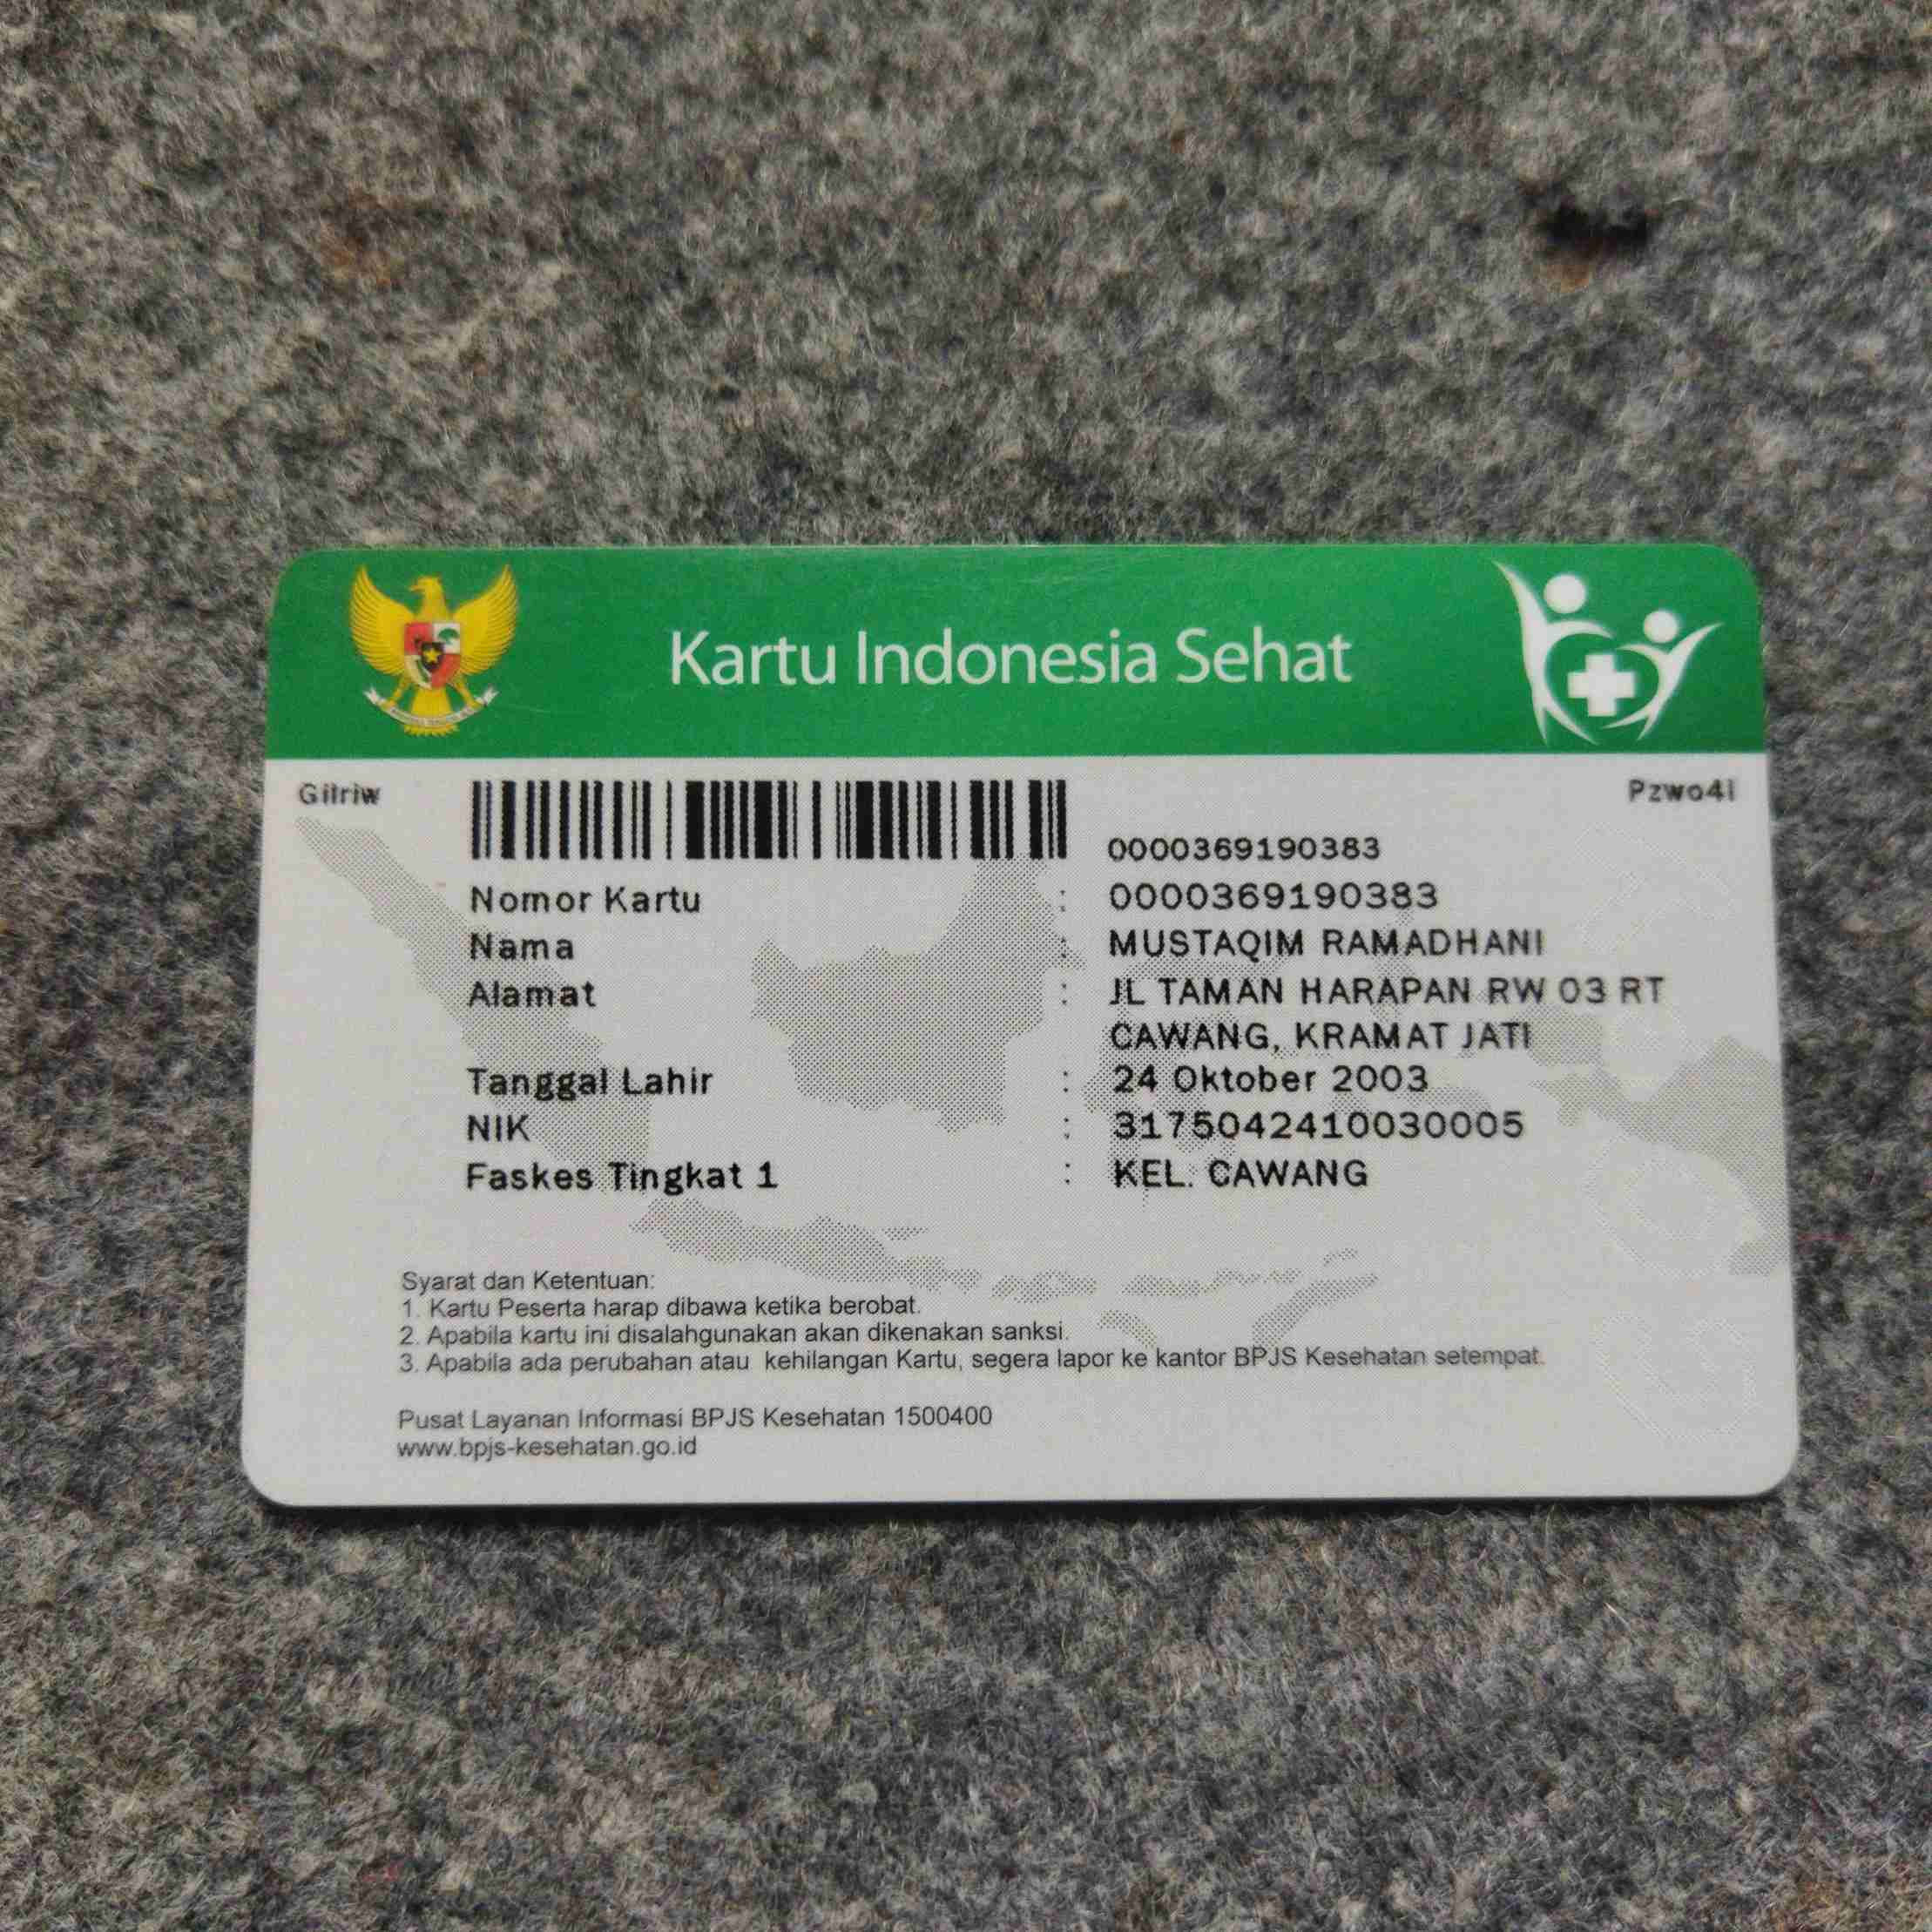 Kartu Indonesia Sehat
Gilriw
Pzwo4i
0000369190383
Nomor Kartu : 0000369190383
Nama : MUSTAQIM RAMADHANI
Alamat : JL TAMAN HARAPAN RW 03 RT
CAWANG, KRAMAT JATI
Tanggal Lahir : 24 Oktober 2003
NIK : 3175042410030005
Faskes Tingkat 1 : KEL. CAWANG
Syarat dan Ketentuan:
1. Kartu Peserta harap dibawa ketika berobat.
2. Apabila kartu ini disalahgunakan akan dikenakan sanksi.
3. Apabila ada perubahan atau kehilangan Kartu, segera lapor ke kantor BPJS Kesehatan setempat.
Pusat Layanan Informasi BPJS Kesehatan 1500400
www.bpjs-kesehatan.go.id